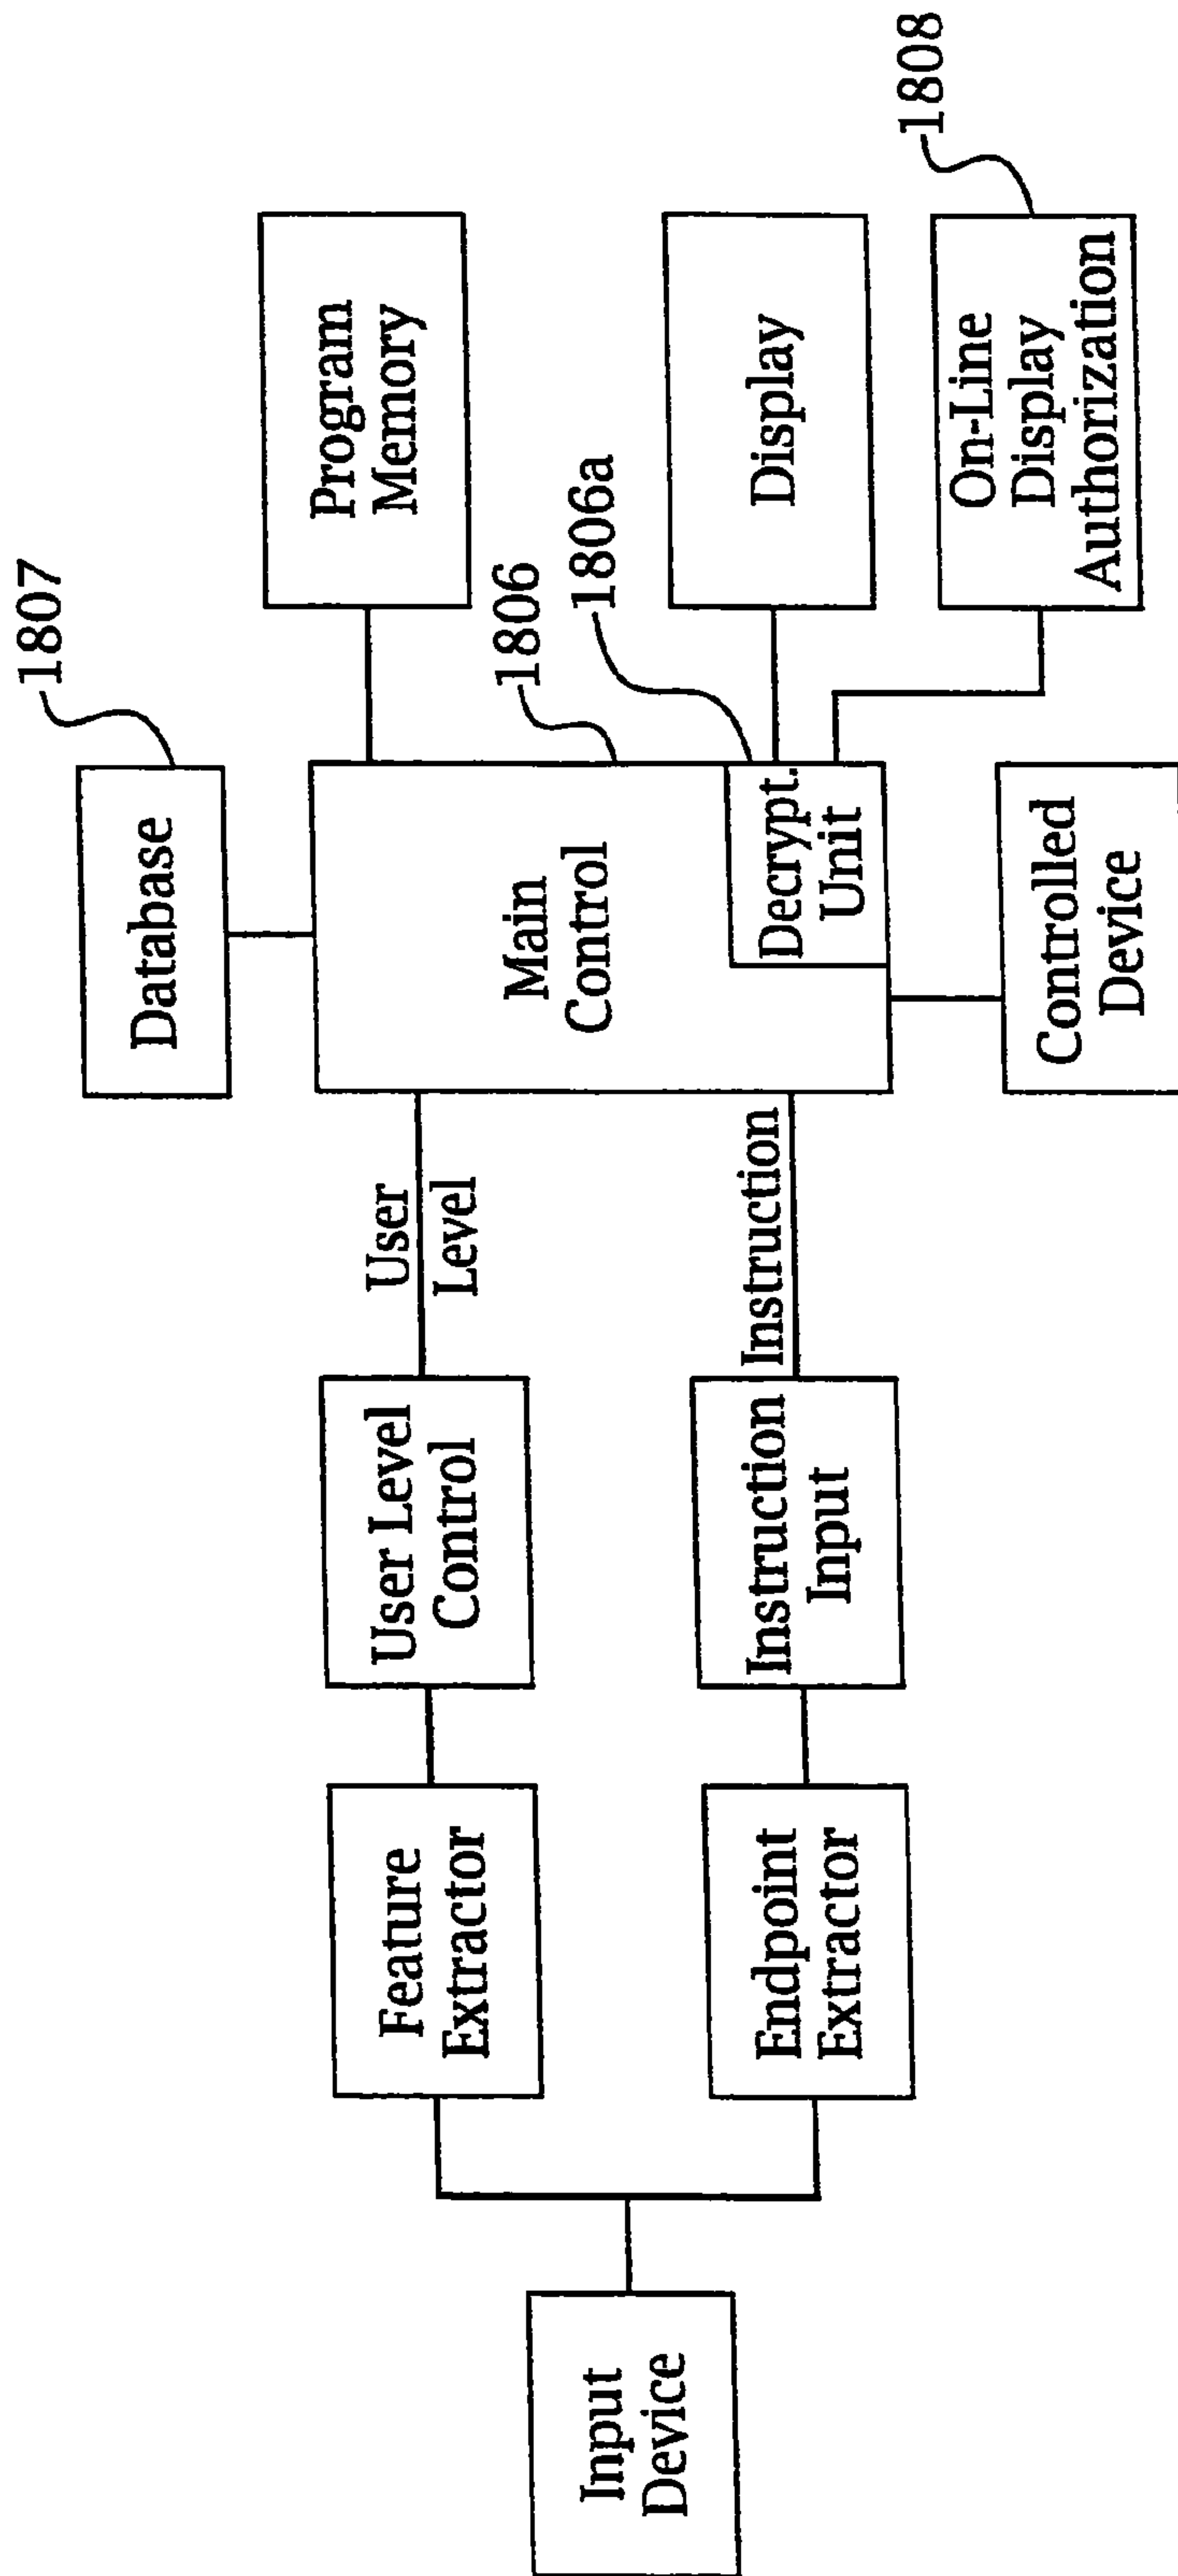 1807
Database
Program
Memory
1806
1806a
Main
Control
Decrypt.
Unit
Display
1808
On-Line
Display
Authorization
Controlled
Device
User
Level
Instruction
User Level
Control
Instruction
Input
Feature
Extractor
Endpoint
Extractor
Input
Device